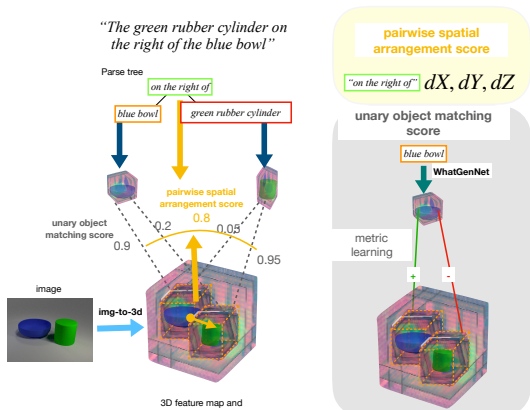 “The green rubber cylinder on
the right of the blue bowl”
Parse tree
on the right of
blue bowl
green rubber cylinder
pairwise spatial
arrangement score
unary object
matching score
0.9
0.2
0.8
0.05
0.95
image
img-to-3d
3D feature map and
pairwise spatial
arrangement score
“on the right of” dX, dY, dZ
unary object matching
score
blue bowl
WhatGenNet
metric
learning
+
-